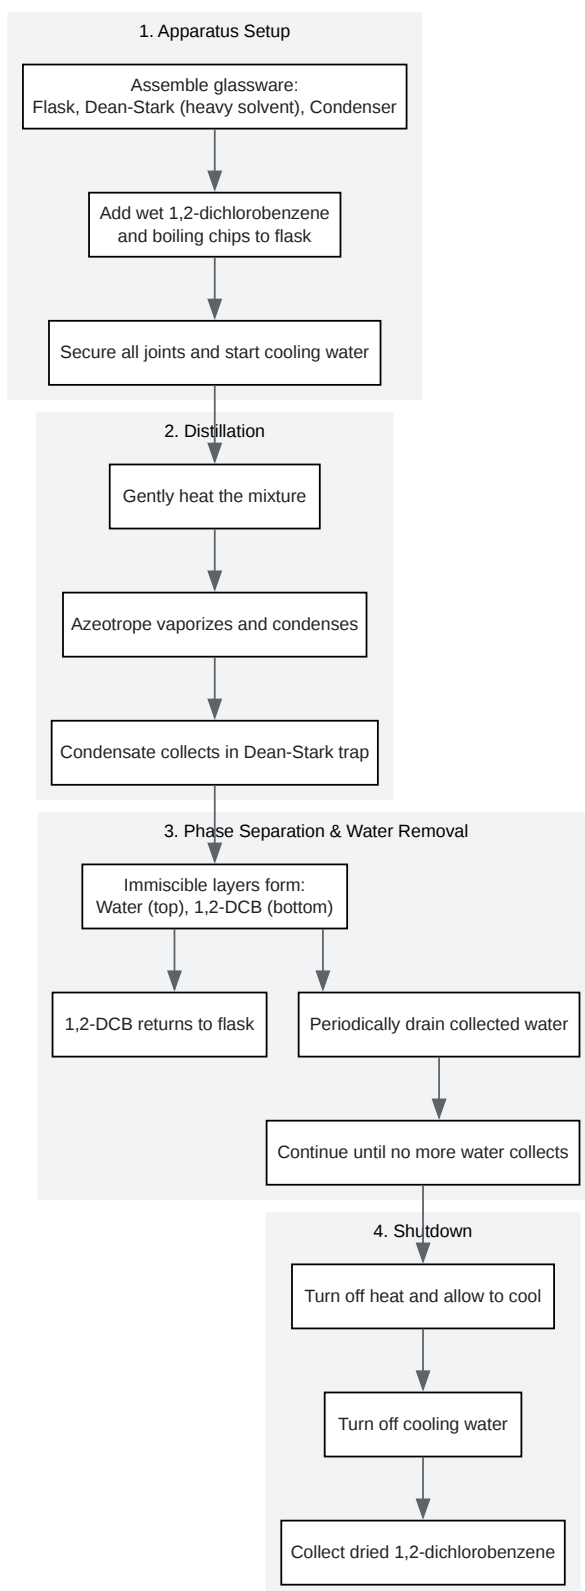 1. Apparatus Setup
Assemble glassware:
Flask, Dean-Stark (heavy solvent), Condenser
Add wet 1,2-dichlorobenzene
and boiling chips to flask
Secure all joints and start cooling water
2. Distillation
Gently heat the mixture
Azeotrope vaporizes and condenses
Condensate collects in Dean-Stark trap
3. Phase Separation & Water Removal
Immiscible layers form:
Water (top), 1,2-DCB (bottom)
1,2-DCB returns to flask
Periodically drain collected water
Continue until no more water collects
4. Shutdown
Turn off heat and allow to cool
Turn off cooling water
Collect dried 1,2-dichlorobenzene